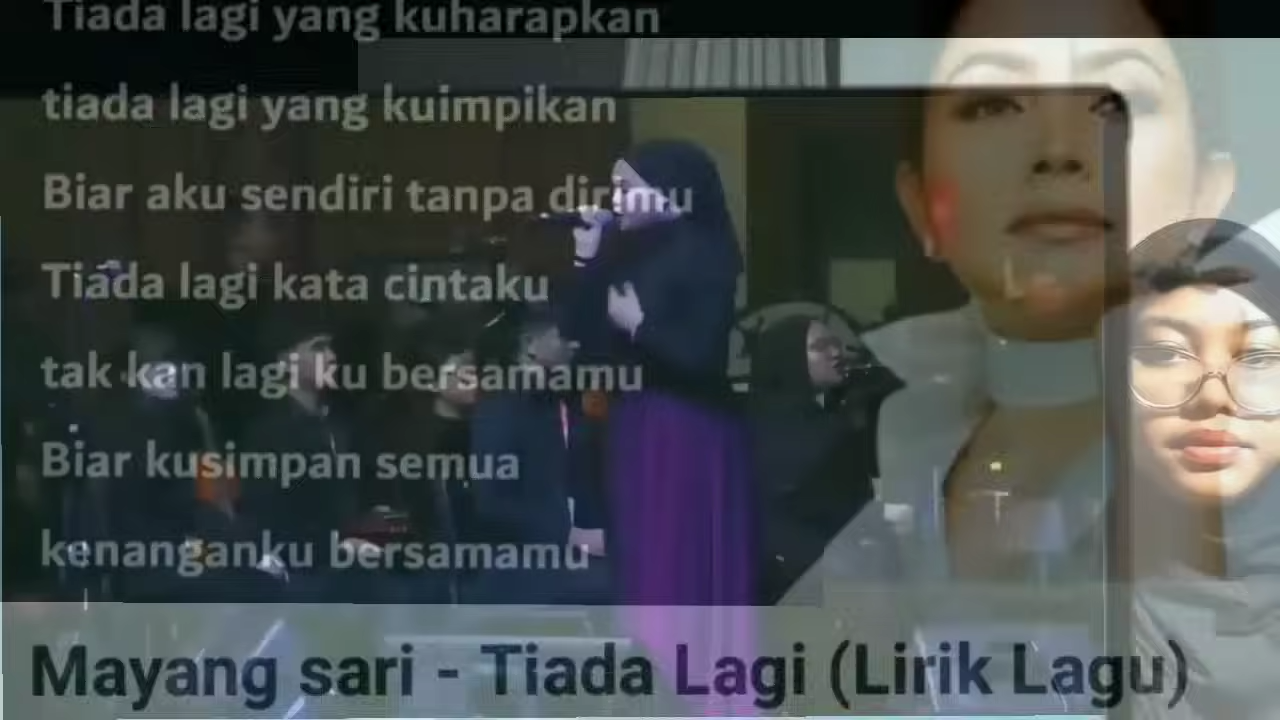 Tiada lagi yang kuharapkan
tiada lagi yang kuimpikan
Biar aku sendiri tanpa dirimu
Tiada lagi kata cintaku
tak kan lagi ku bersamamu
Biar kusimpan semua
kenanganku bersamamu
Mayang sari - Tiada Lagi (Lirik Lagu)